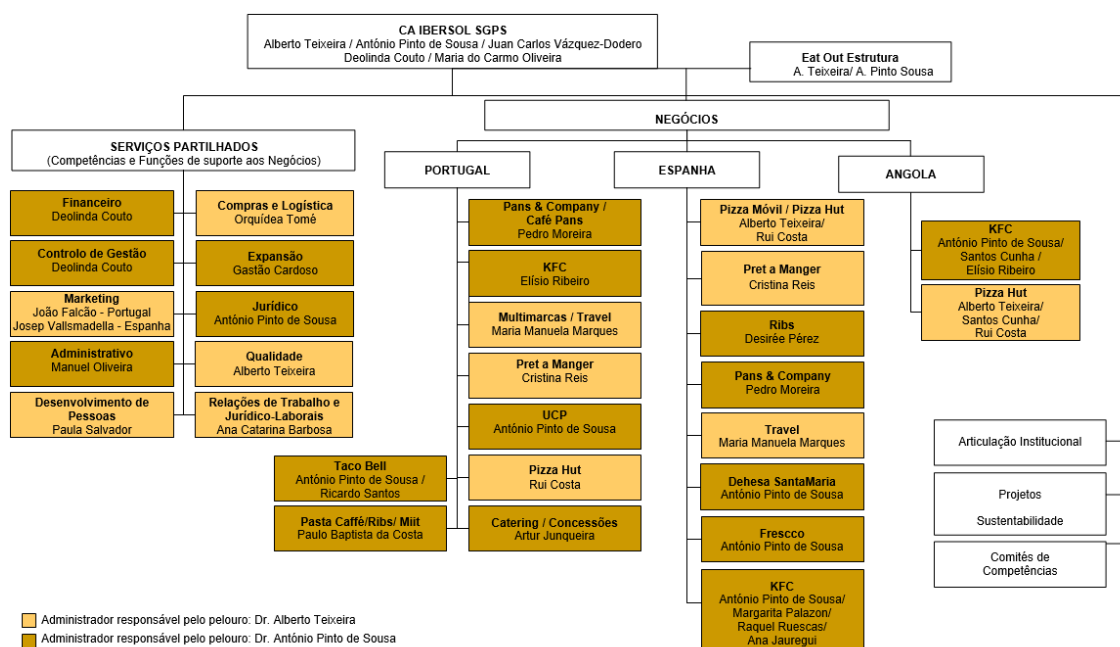 CA IBERSOL SGPS
Alberto Teixeira / António Pinto de Sousa / Juan Carlos Vázquez-Dodero
Deolinda Couto / Maria do Carmo Oliveira
Eat Out Estrutura
A. Teixeira/ A. Pinto Sousa
SERVIÇOS PARTILHADOS
(Competências e Funções de suporte aos Negócios)
NEGÓCIOS
PORTUGAL
ESPANHA
ANGOLA
Financeiro
Deolinda Couto
Compras e Logística
Orquídea Tomé
Controlo de Gestão
Deolinda Couto
Expansão
Gastão Cardoso
Marketing
João Falcão - Portugal
Josep Vallsmadella - Espanha
Jurídico
António Pinto de Sousa
Administrativo
Manuel Oliveira
Qualidade
Alberto Teixeira
Desenvolvimento de
Pessoas
Paula Salvador
Relações de Trabalho e
Jurídico-Laborais
Ana Catarina Barbosa
Pans & Company /
Café Pans
Pedro Moreira
KFC
Elísio Ribeiro
Multimarcas / Travel
Maria Manuela Marques
Pret a Manger
Cristina Reis
UCP
António Pinto de Sousa
Taco Bell
António Pinto de Sousa /
Ricardo Santos
Pizza Hut
Rui Costa
Pasta Caffé/Ribs/ Miit
Paulo Baptista da Costa
Catering / Concessões
Artur Junqueira
Pizza Móvil / Pizza Hut
Alberto Teixeira/
Rui Costa
Pret a Manger
Cristina Reis
Ribs
Desirée Pérez
Pans & Company
Pedro Moreira
Travel
Maria Manuela Marques
Dehesa SantaMaria
António Pinto de Sousa
Frescco
António Pinto de Sousa
KFC
António Pinto de Sousa/
Margarita Palazon/
Raquel Ruescas/
Ana Jauregui
KFC
António Pinto de Sousa/
Santos Cunha /
Elísio Ribeiro
Pizza Hut
Alberto Teixeira/
Santos Cunha/
Rui Costa
Articulação Institucional
Projetos
Sustentabilidade
Comités de
Competências
Administrador responsável pelo pelouro: Dr. Alberto Teixeira
Administrador responsável pelo pelouro: Dr. António Pinto de Sousa